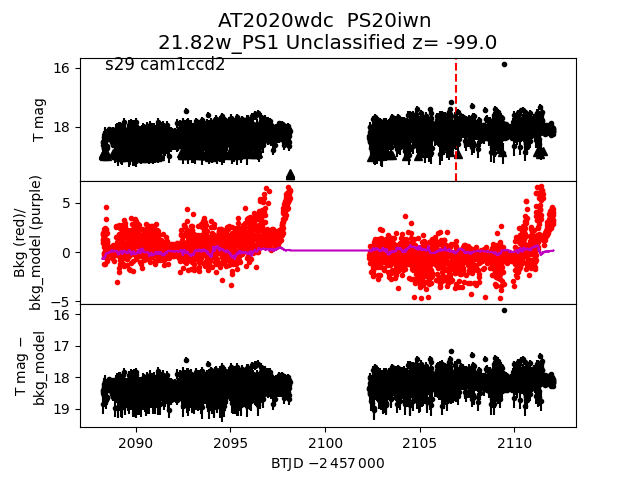 AT2020wdc PS20iwn
21.82w_PS1 Unclassified z= -99.0
s29 cam1ccd2
16
18
T mag
5
0
−5
Bkg (red)/
bkg_model (purple)
16
17
18
19
T mag −
bkg_model
2090 2095 2100 2105 2110
BTJD −2 457 000